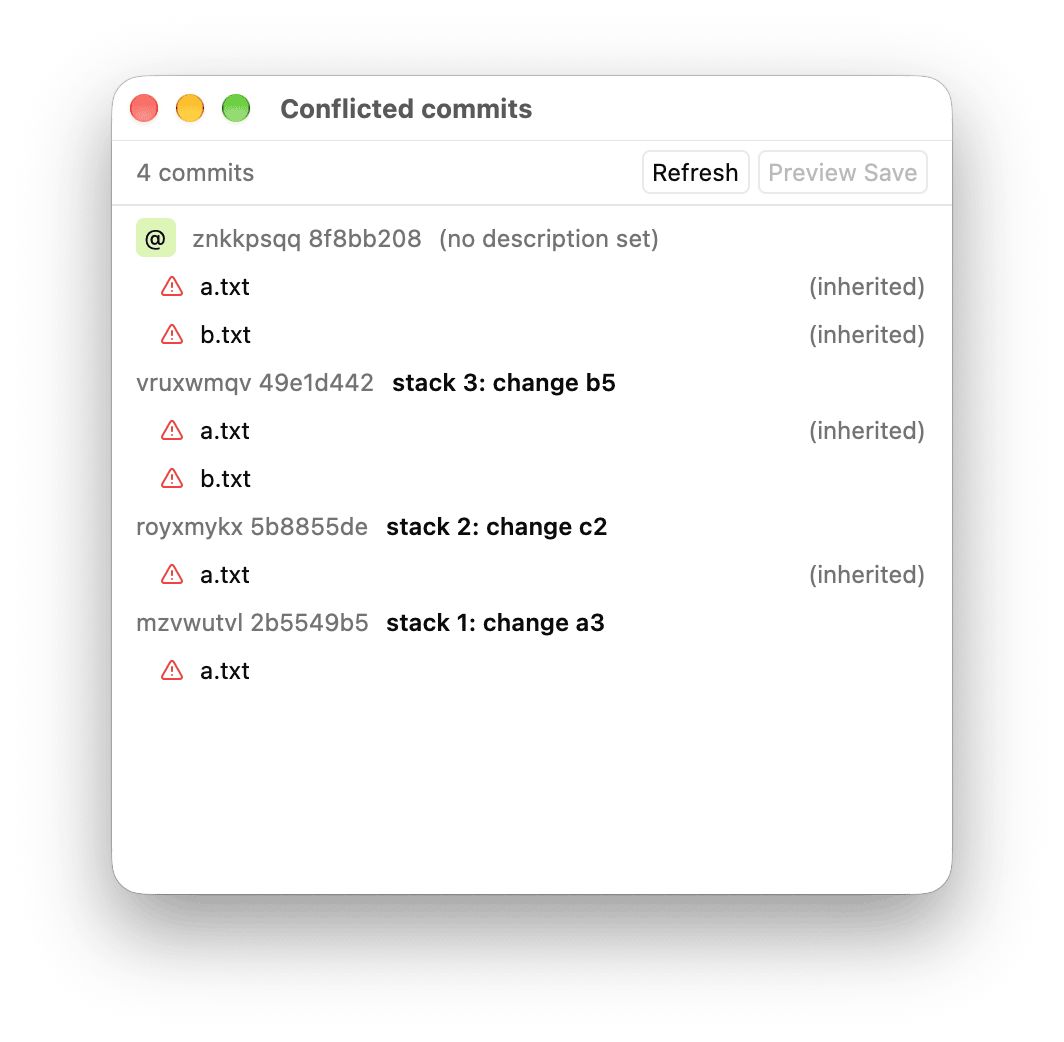 Conflicted commits
4 commits Refresh Preview Save
@ znkkpsqq 8f8bb208 (no description set)
a.txt (inherited)
b.txt (inherited)
vruxwmqv 49e1d442 stack 3: change b5
a.txt (inherited)
b.txt
royxmykx 5b8855de stack 2: change c2
a.txt (inherited)
mzvwutvl 2b5549b5 stack 1: change a3
a.txt